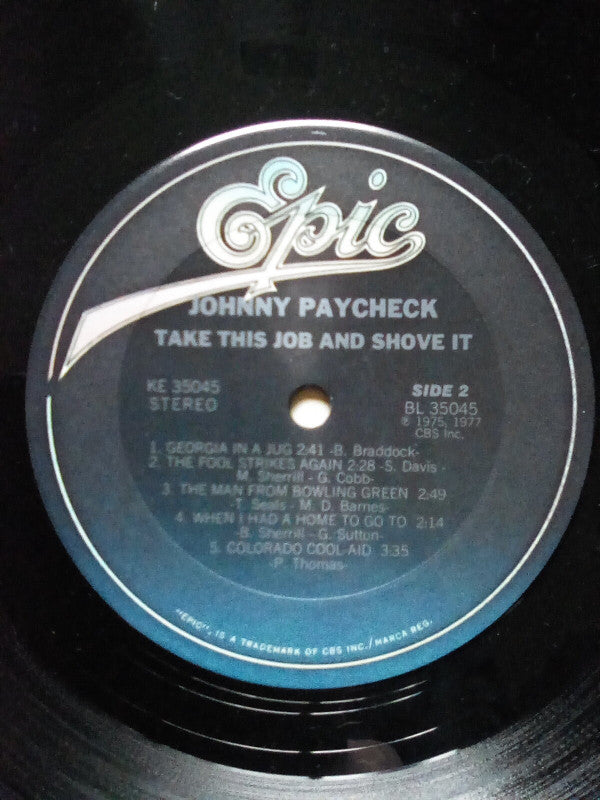 Epic
JOHNNY PAYCHECK
TAKE THIS JOB AND SHOVE IT
KE 35045
STEREO
SIDE 2
BL 35045
℗ 1975, 1977
CBS Inc.
1. GEORGIA IN A JUG 2:41 -B. Braddock-
2. THE FOOL STRIKES AGAIN 2:28 -S. Davis -
M. Sherrill - G. Cobb-
3. THE MAN FROM BOWLING GREEN 2:49
-T. Seals - M. D. Barnes-
4. WHEN I HAD A HOME TO GO TO 2:14
-B. Sherrill - G. Sutton-
5. COLORADO COOL-AID 3:35
-P. Thomas-
"EPIC", IS A TRADEMARK OF CBS INC./MARCA REG.